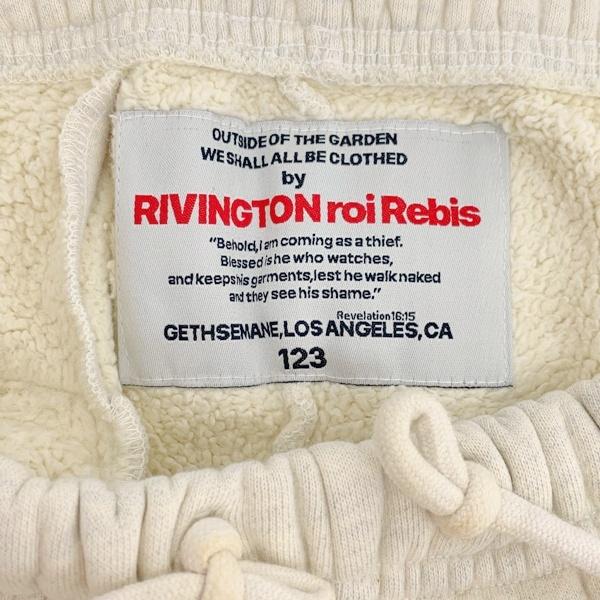 OUTSIDE OF THE GARDEN
WE SHALL ALL BE CLOTHED
by
RIVINGTON roi Rebis
“Behold, I am coming as a thief.
Blessed is he who watches,
and keeps his garments, lest he walk naked
and they see his shame.”
Revelation 16:15
GETHSEMANE, LOS ANGELES, CA
123